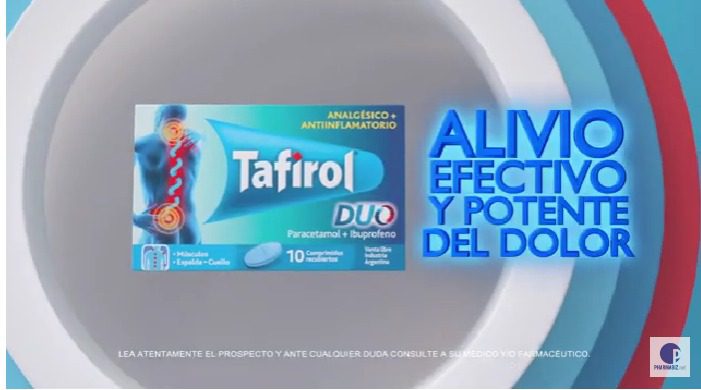 ANALGÉSICO +
ANTIINFLAMATORIO
Tafirol
DUO
Paracetamol + Ibuprofeno
• Músculos
• Espalda - Cuello
10 Comprimidos
recubiertos
Venta libre
Industria
Argentina
ALIVIO
EFECTIVO
Y POTENTE
DEL DOLOR
LEA ATENTAMENTE EL PROSPECTO Y ANTE CUALQUIER DUDA CONSULTE A SU MÉDICO Y/O FARMACÉUTICO.
PHARMABIZ.net